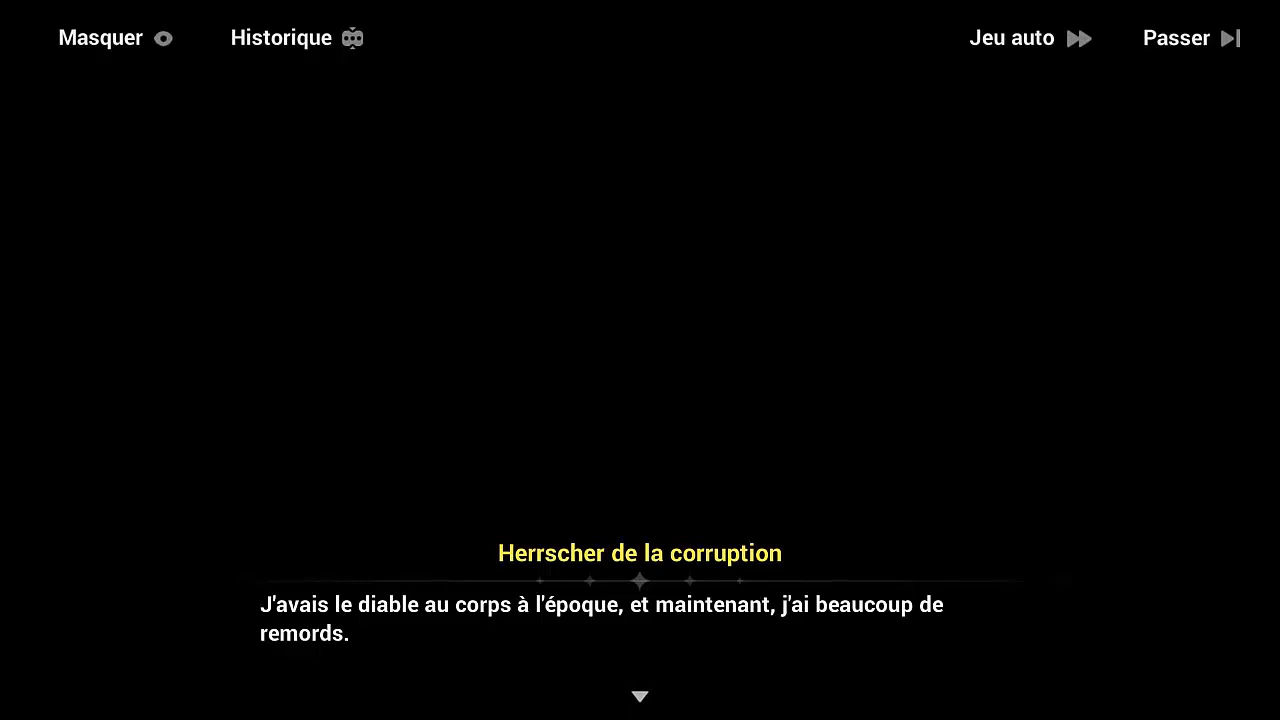 Masquer Historique Jeu auto Passer
Herrscher de la corruption
J'avais le diable au corps à l'époque, et maintenant, j'ai beaucoup de
remords.